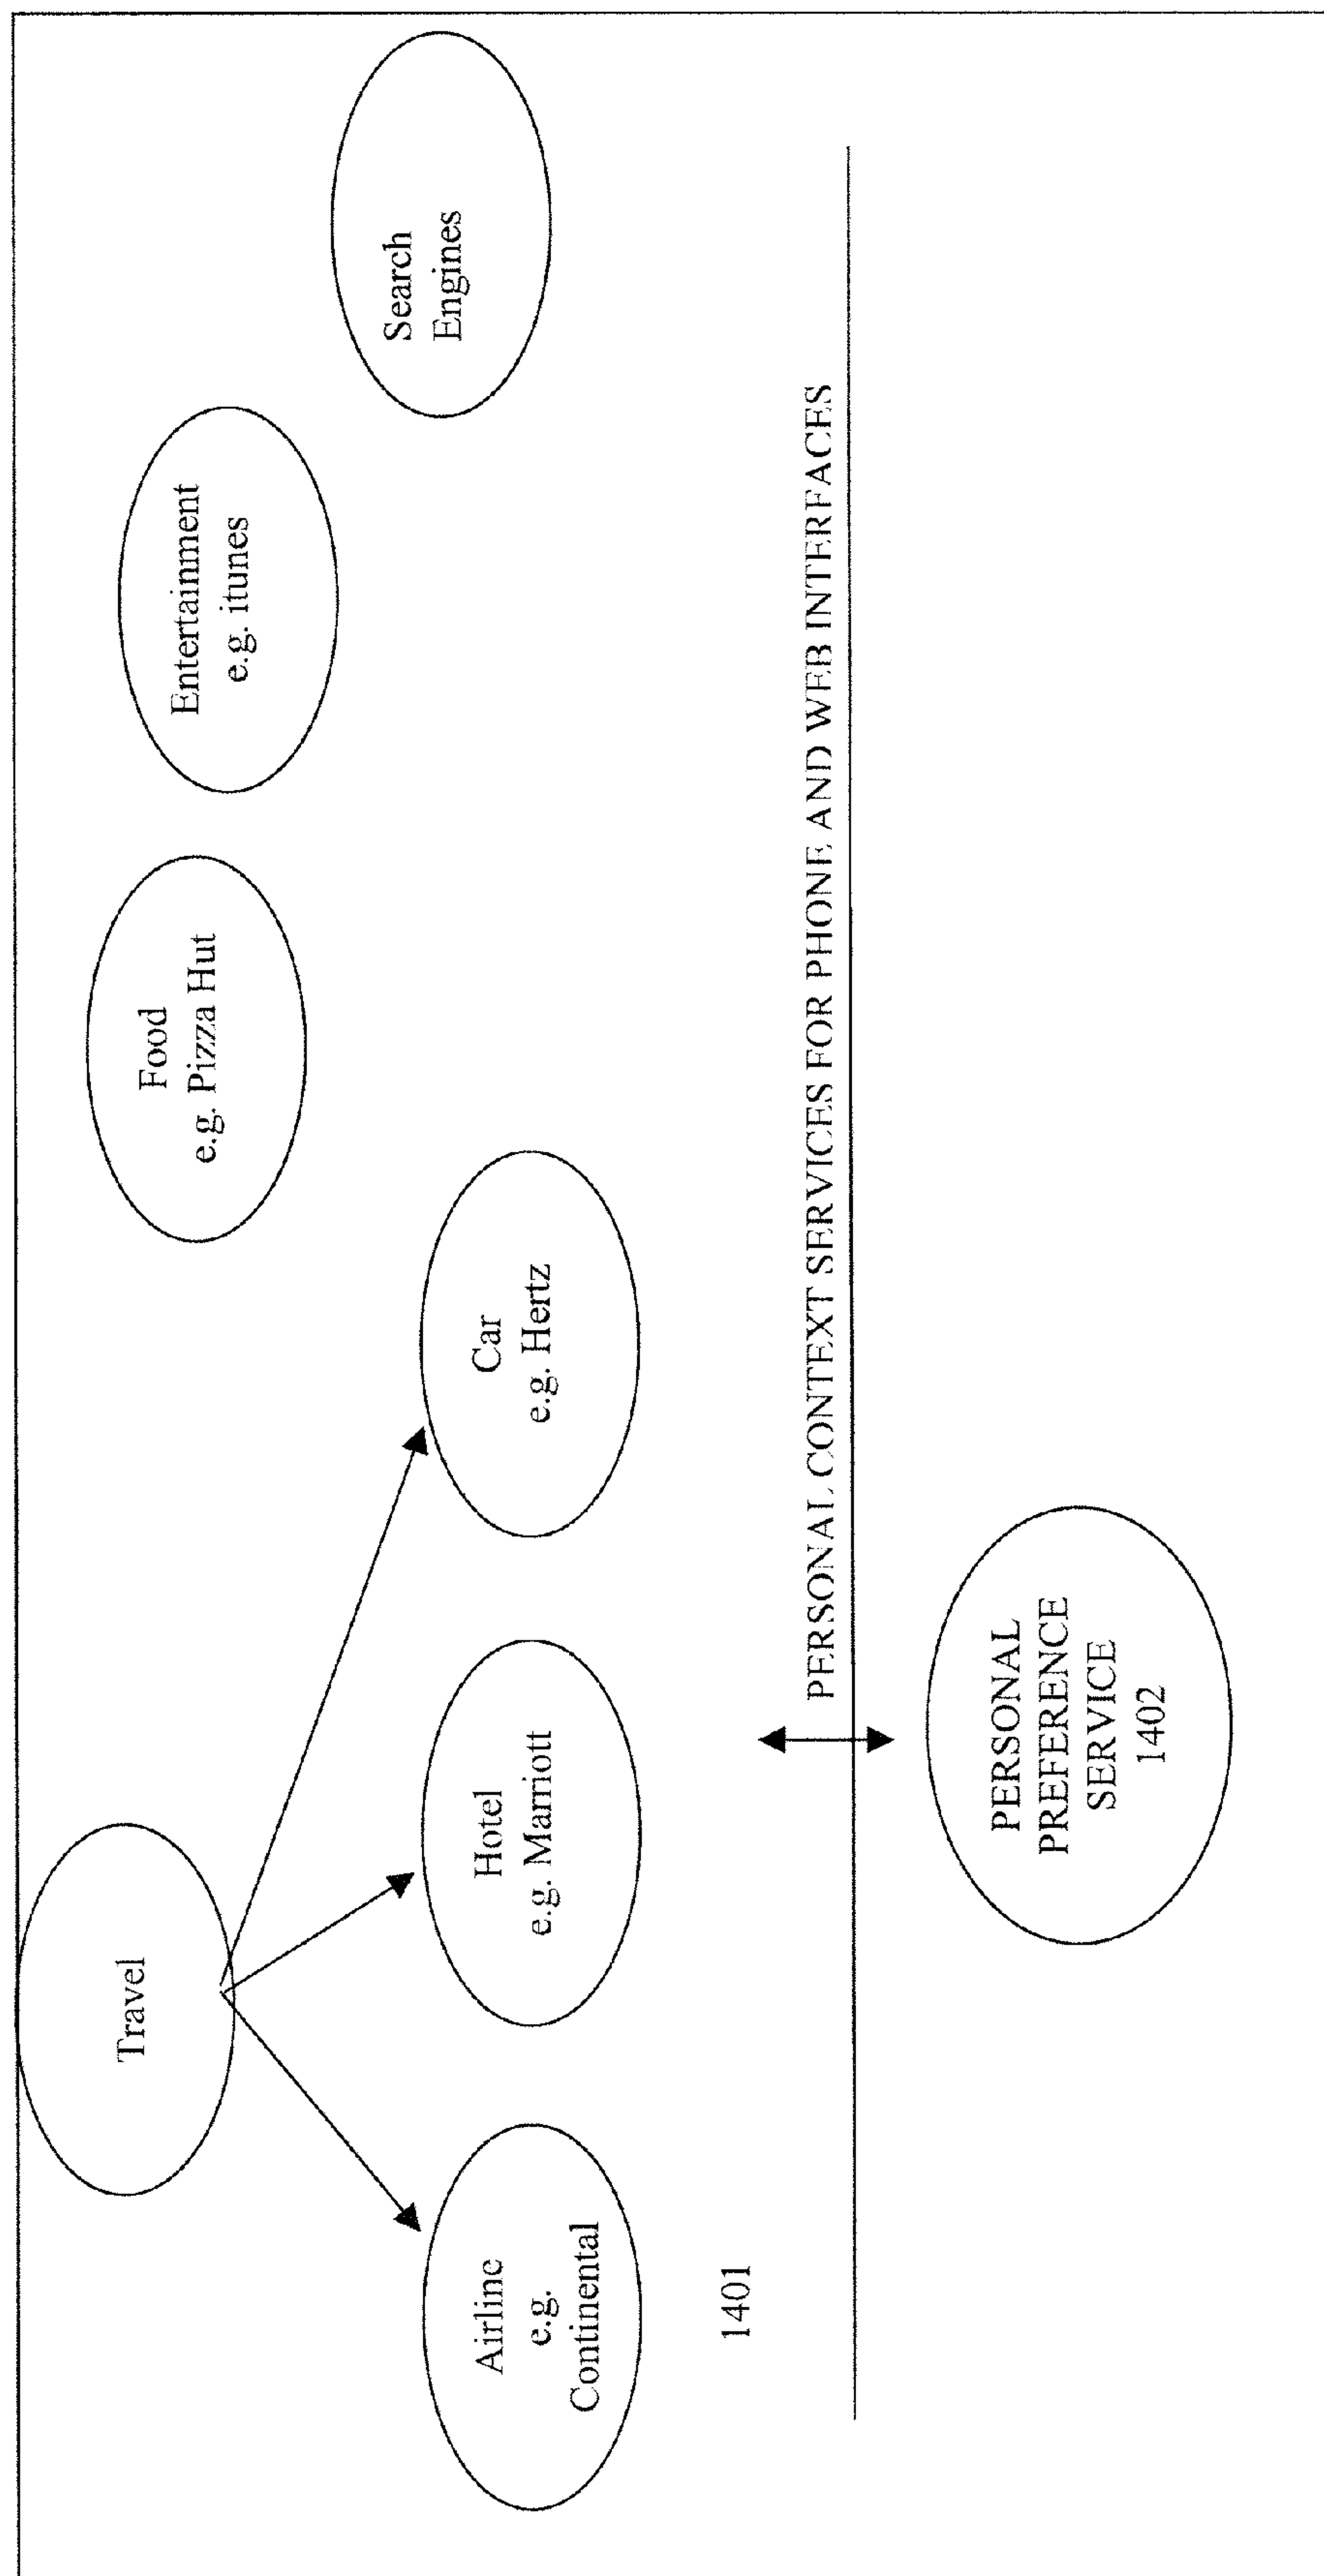 Travel
Food
e.g. Pizza Hut
Entertainment
e.g. itunes
Search
Engines
Airline
e.g.
Continental
Hotel
e.g. Marriott
Car
e.g. Hertz
1401
PERSONAL CONTEXT SERVICES FOR PHONE AND WEB INTERFACES
PERSONAL
PREFERENCE
SERVICE
1402